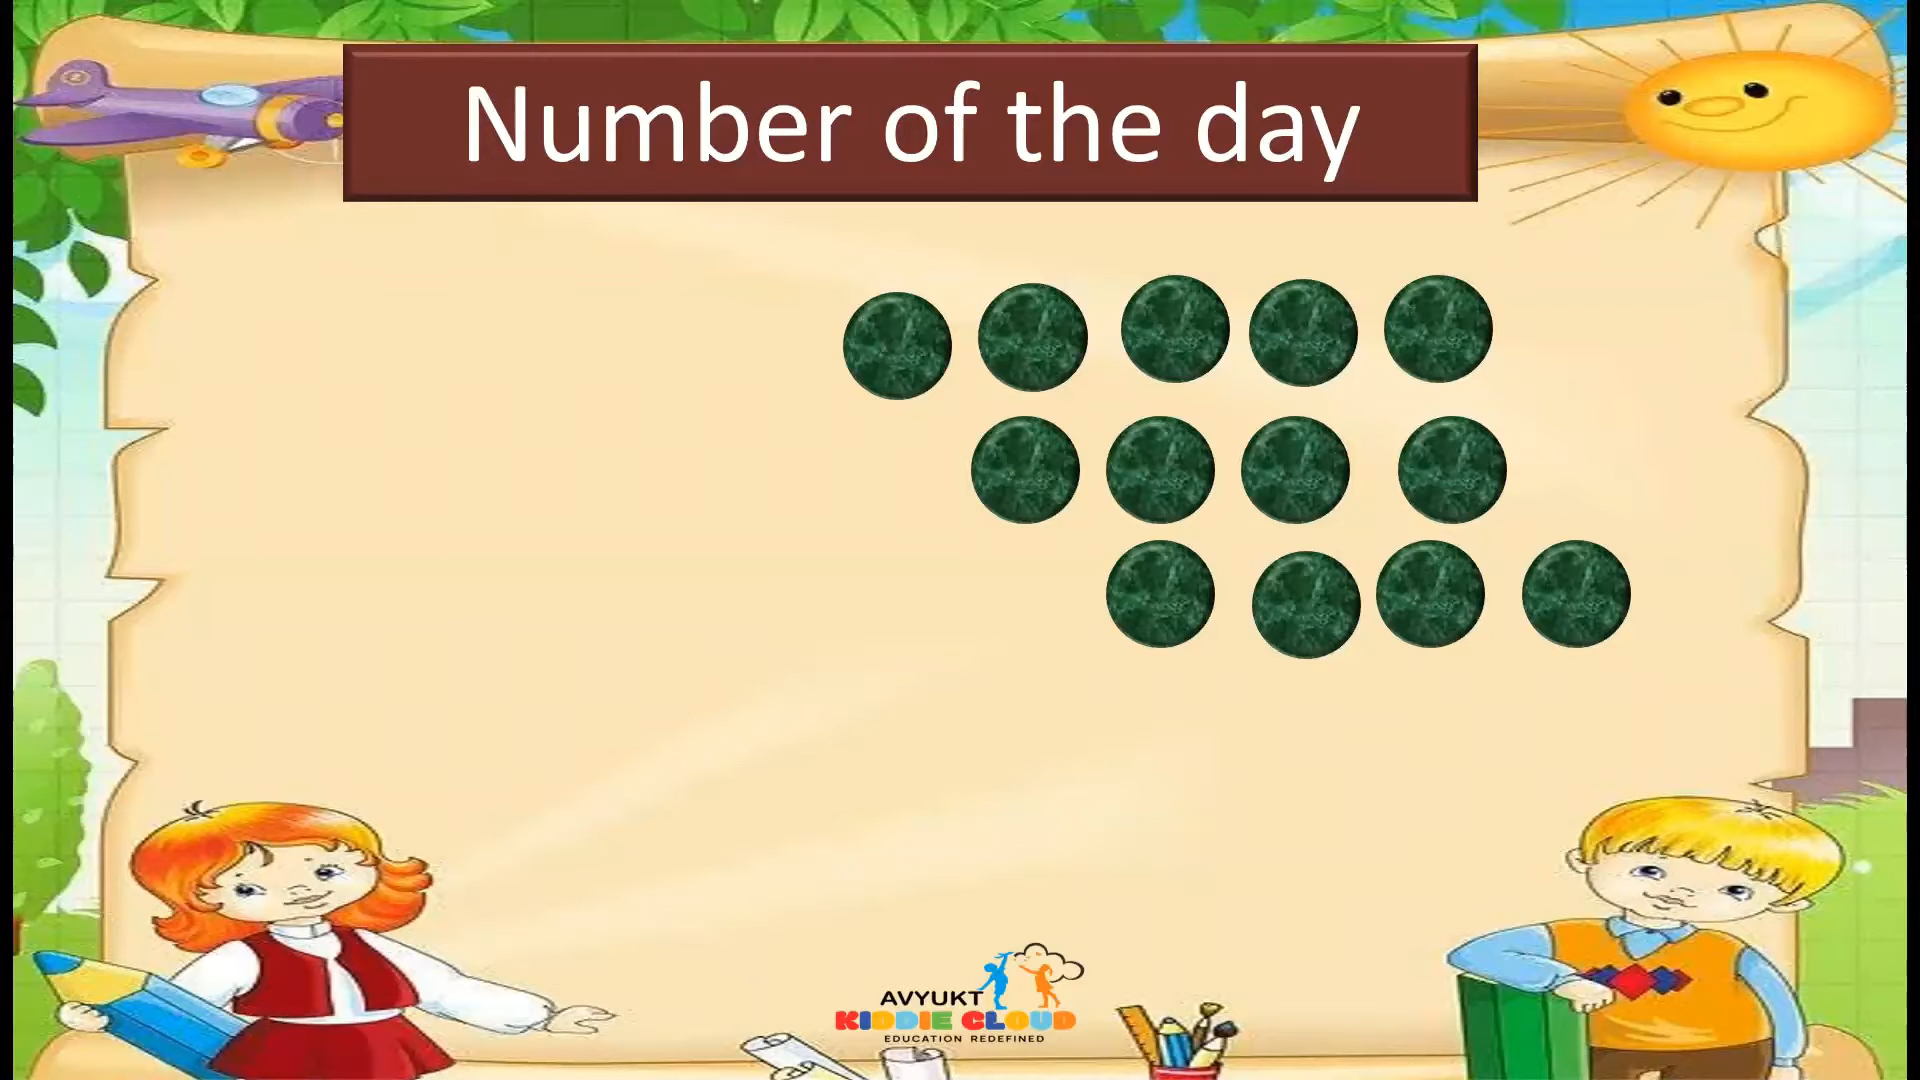 Number of the day
AVYUKT
KIDDIE CLOUD
EDUCATION REDEFINED